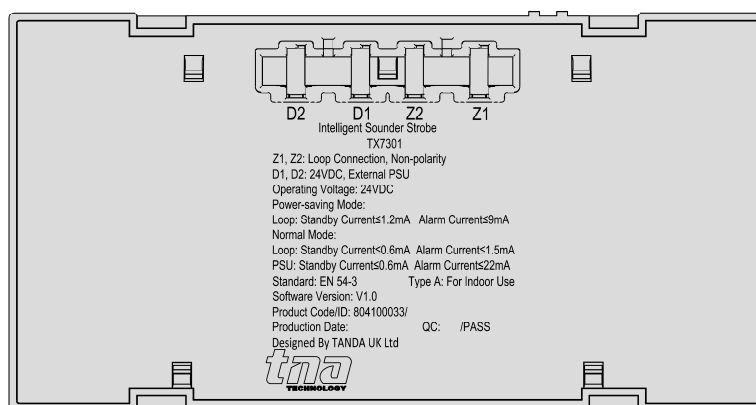 D2 D1 Z2 Z1
Intelligent Sounder Strobe
TX7301
Z1, Z2: Loop Connection, Non-polarity
D1, D2: 24VDC, External PSU
Operating Voltage: 24VDC
Power-saving Mode:
Loop: Standby Current≤1.2mA Alarm Current≤9mA
Normal Mode:
Loop: Standby Current<0.6mA Alarm Current<1.5mA
PSU: Standby Current≤0.6mA Alarm Current≤22mA
Standard: EN 54-3 Type A: For Indoor Use
Software Version: V1.0
Product Code/ID: 804100033/
Production Date: QC: /PASS
Designed By TANDA UK Ltd
tna
TECHNOLOGY